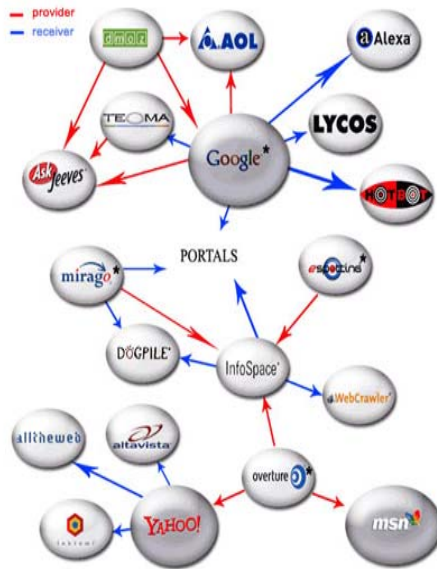 provider
receiver
dmoz
AOL
a Alexa
TEOMA
LYCOS
Google*
Ask Jeeves
HOTBOT
PORTALS
mirago*
espotting*
DOGPILE
InfoSpace
WebCrawler
alltheweb
altavista
overture*
YAHOO!
inktomi
msn